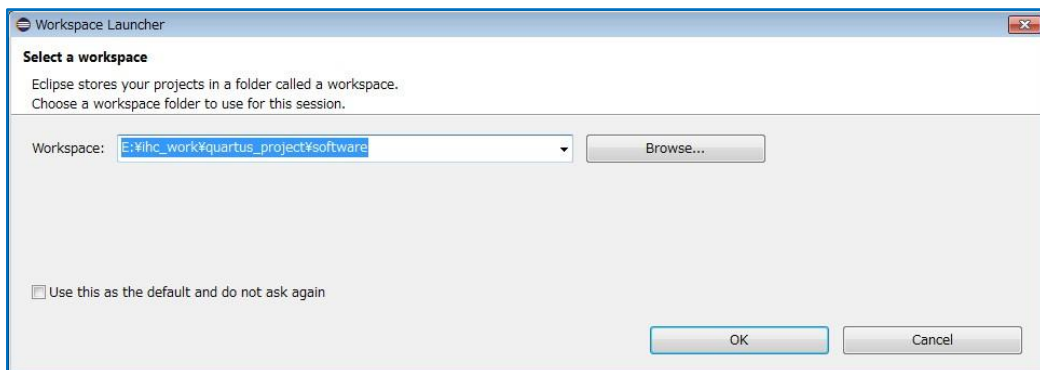 Workspace Launcher
Select a workspace
Eclipse stores your projects in a folder called a workspace.
Choose a workspace folder to use for this session.
Workspace: E:¥ihc_work¥quartus_project¥software Browse...
Use this as the default and do not ask again
OK Cancel